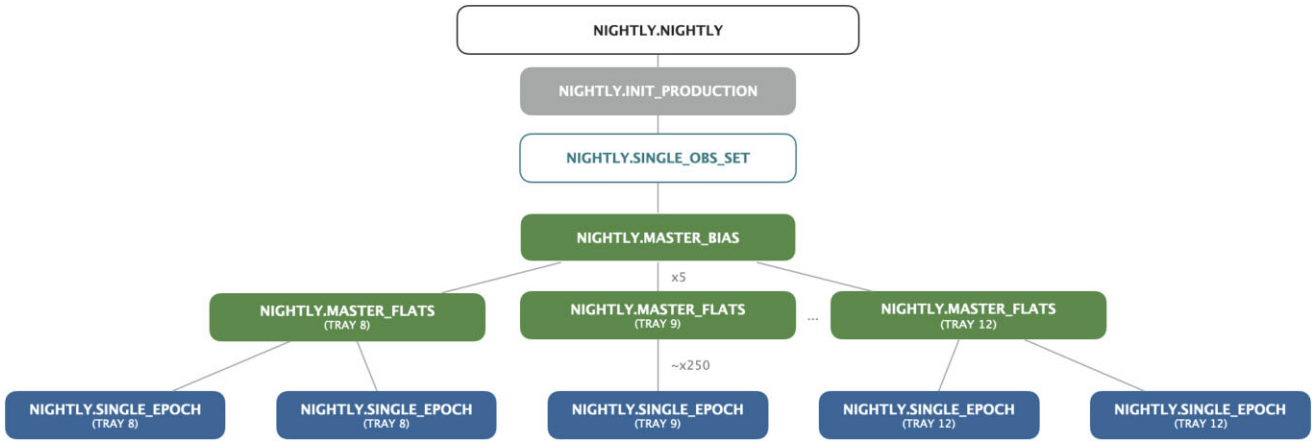 NIGHTLY.NIGHTLY
NIGHTLY.INIT_PRODUCTION
NIGHTLY.SINGLE_OBS_SET
NIGHTLY.MASTER_BIAS
x5
NIGHTLY.MASTER_FLATS
(TRAY 8)
NIGHTLY.MASTER_FLATS
(TRAY 9)
...
NIGHTLY.MASTER_FLATS
(TRAY 12)
~x250
NIGHTLY.SINGLE_EPOCH
(TRAY 8)
NIGHTLY.SINGLE_EPOCH
(TRAY 8)
NIGHTLY.SINGLE_EPOCH
(TRAY 9)
NIGHTLY.SINGLE_EPOCH
(TRAY 12)
NIGHTLY.SINGLE_EPOCH
(TRAY 12)